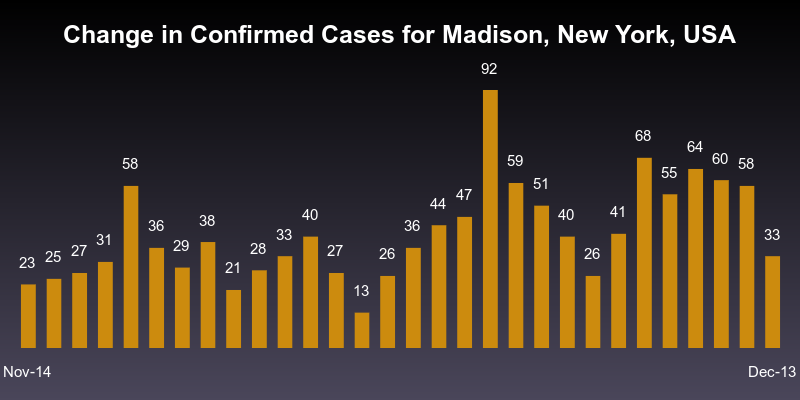 Change in Confirmed Cases for Madison, New York, USA
23 25 27 31 58 36 29 38 21 28 33 40 27 13 26 36 44 47 92 59 51 40 26 41 68 55 64 60 58 33
Nov-14 Dec-13